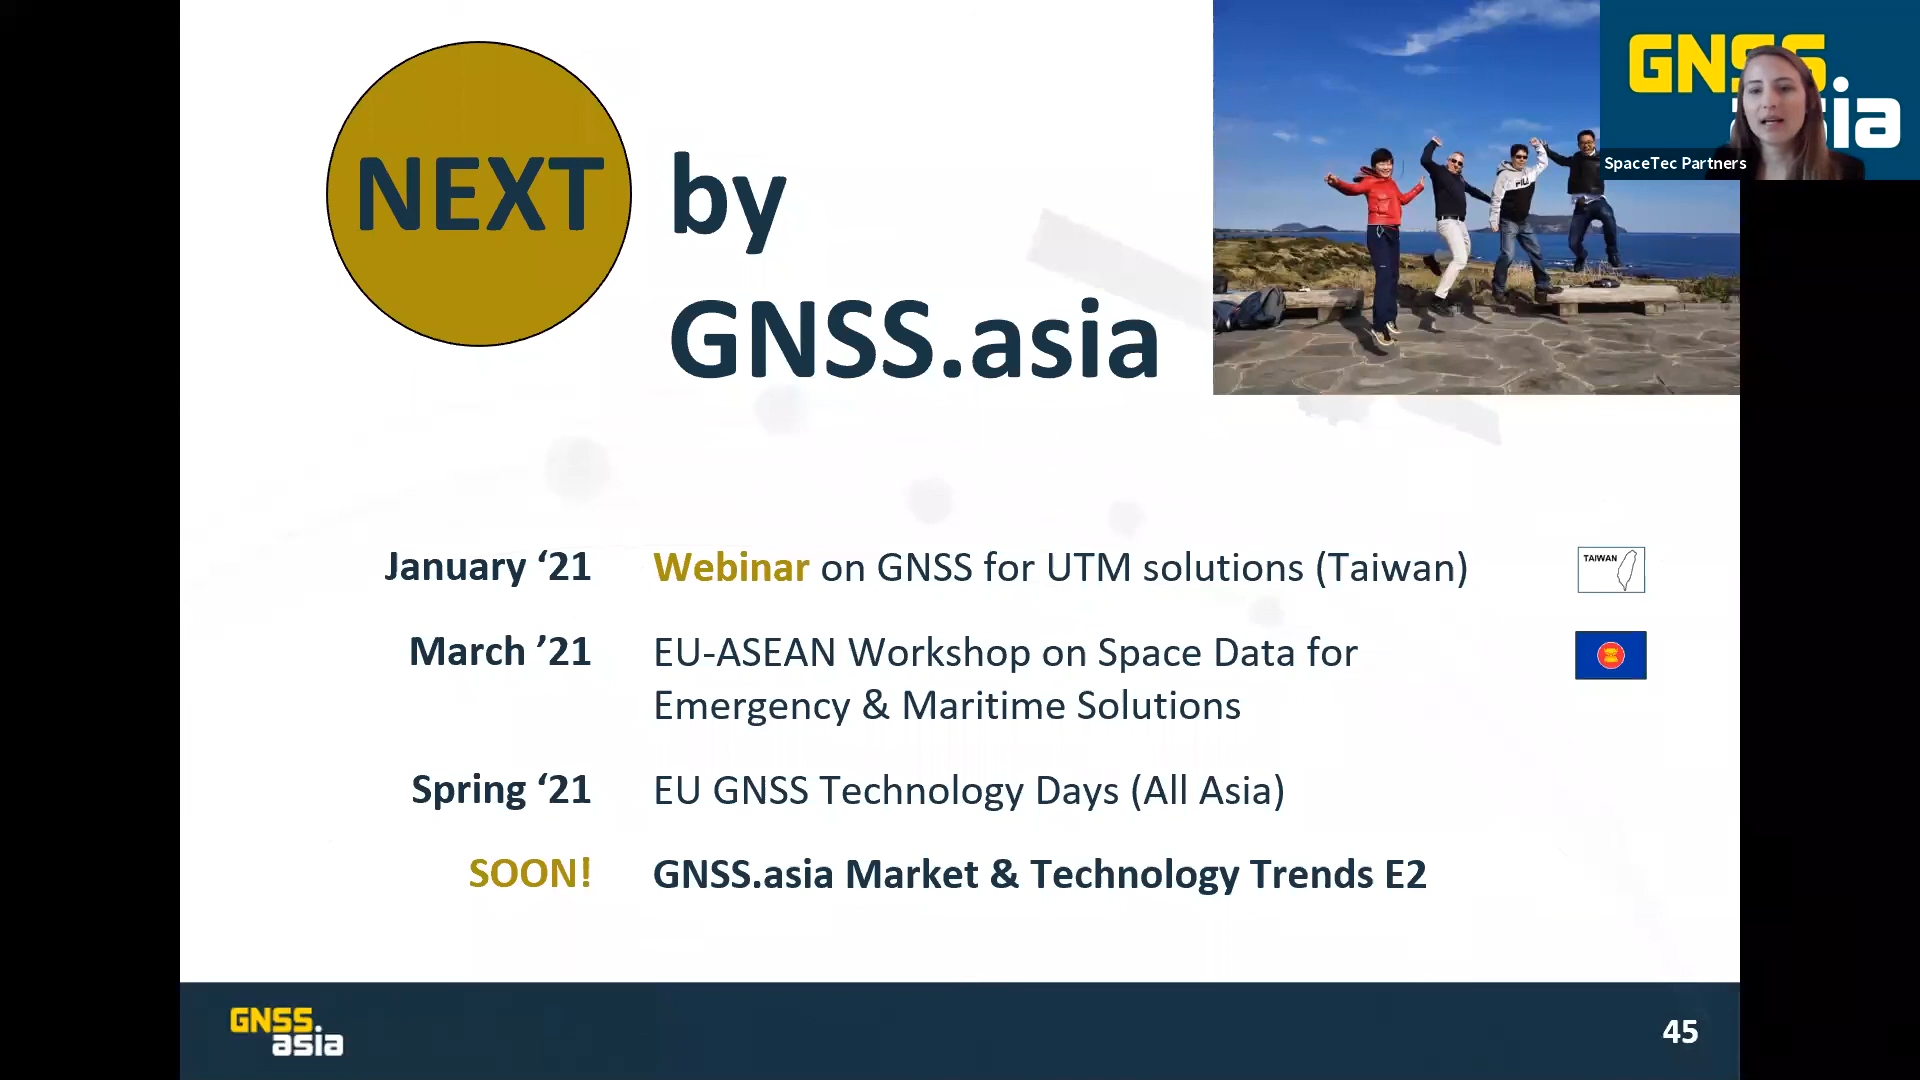 NEXT by
GNSS.asia
GNSS.
asia
SpaceTec Partners
FILA
January ‘21 Webinar on GNSS for UTM solutions (Taiwan)
TAIWAN
March ’21 EU-ASEAN Workshop on Space Data for
Emergency & Maritime Solutions
Spring ‘21 EU GNSS Technology Days (All Asia)
SOON! GNSS.asia Market & Technology Trends E2
GNSS.
asia
45